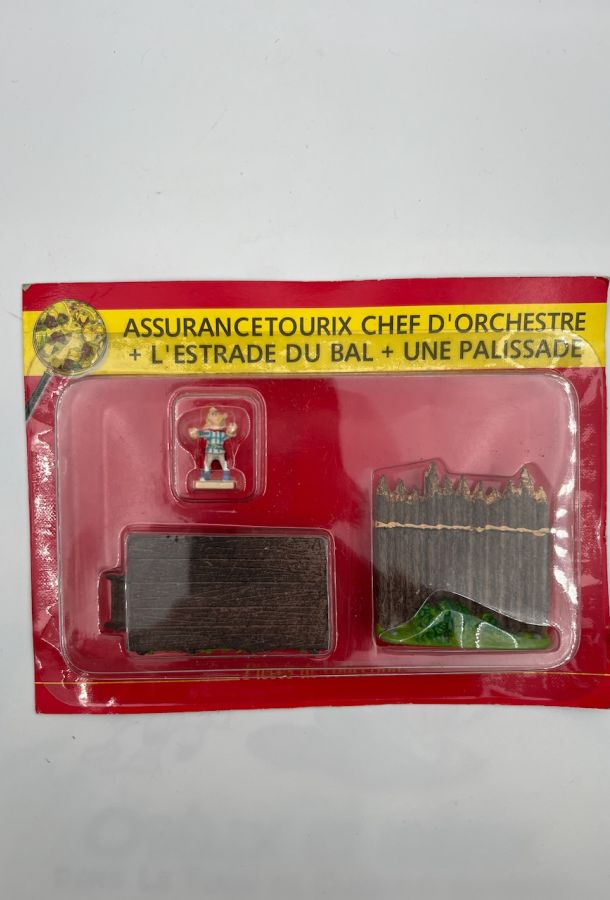 ASSURANCETOURIX CHEF D'ORCHESTRE
+ L'ESTRADE DU BAL + UNE PALISSADE